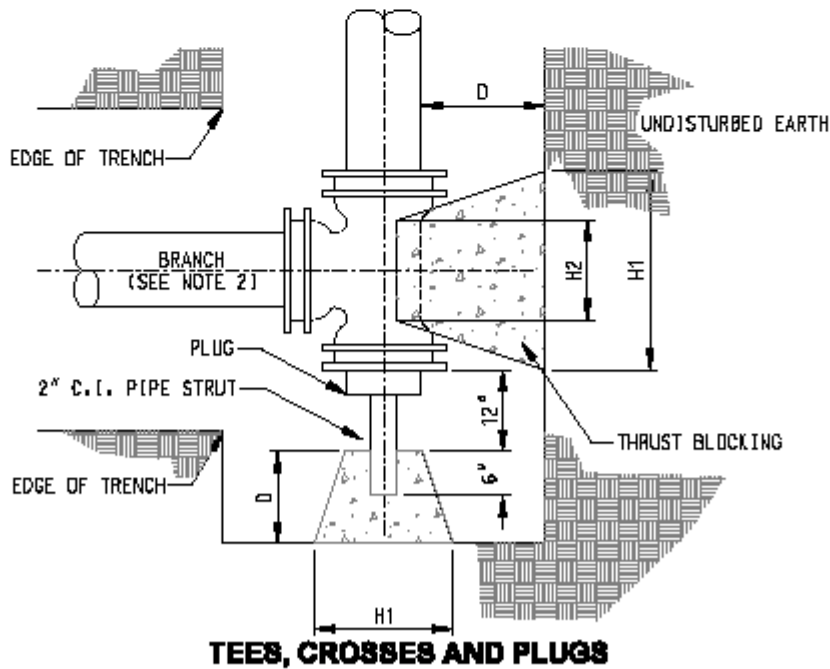 D
UNDISTURBED EARTH
EDGE OF TRENCH
BRANCH
(SEE NOTE 2)
H2
H1
PLUG
2" C.I. PIPE STRUT
12"
THRUST BLOCKING
EDGE OF TRENCH
D
6"
H1
TEES, CROSSES AND PLUGS